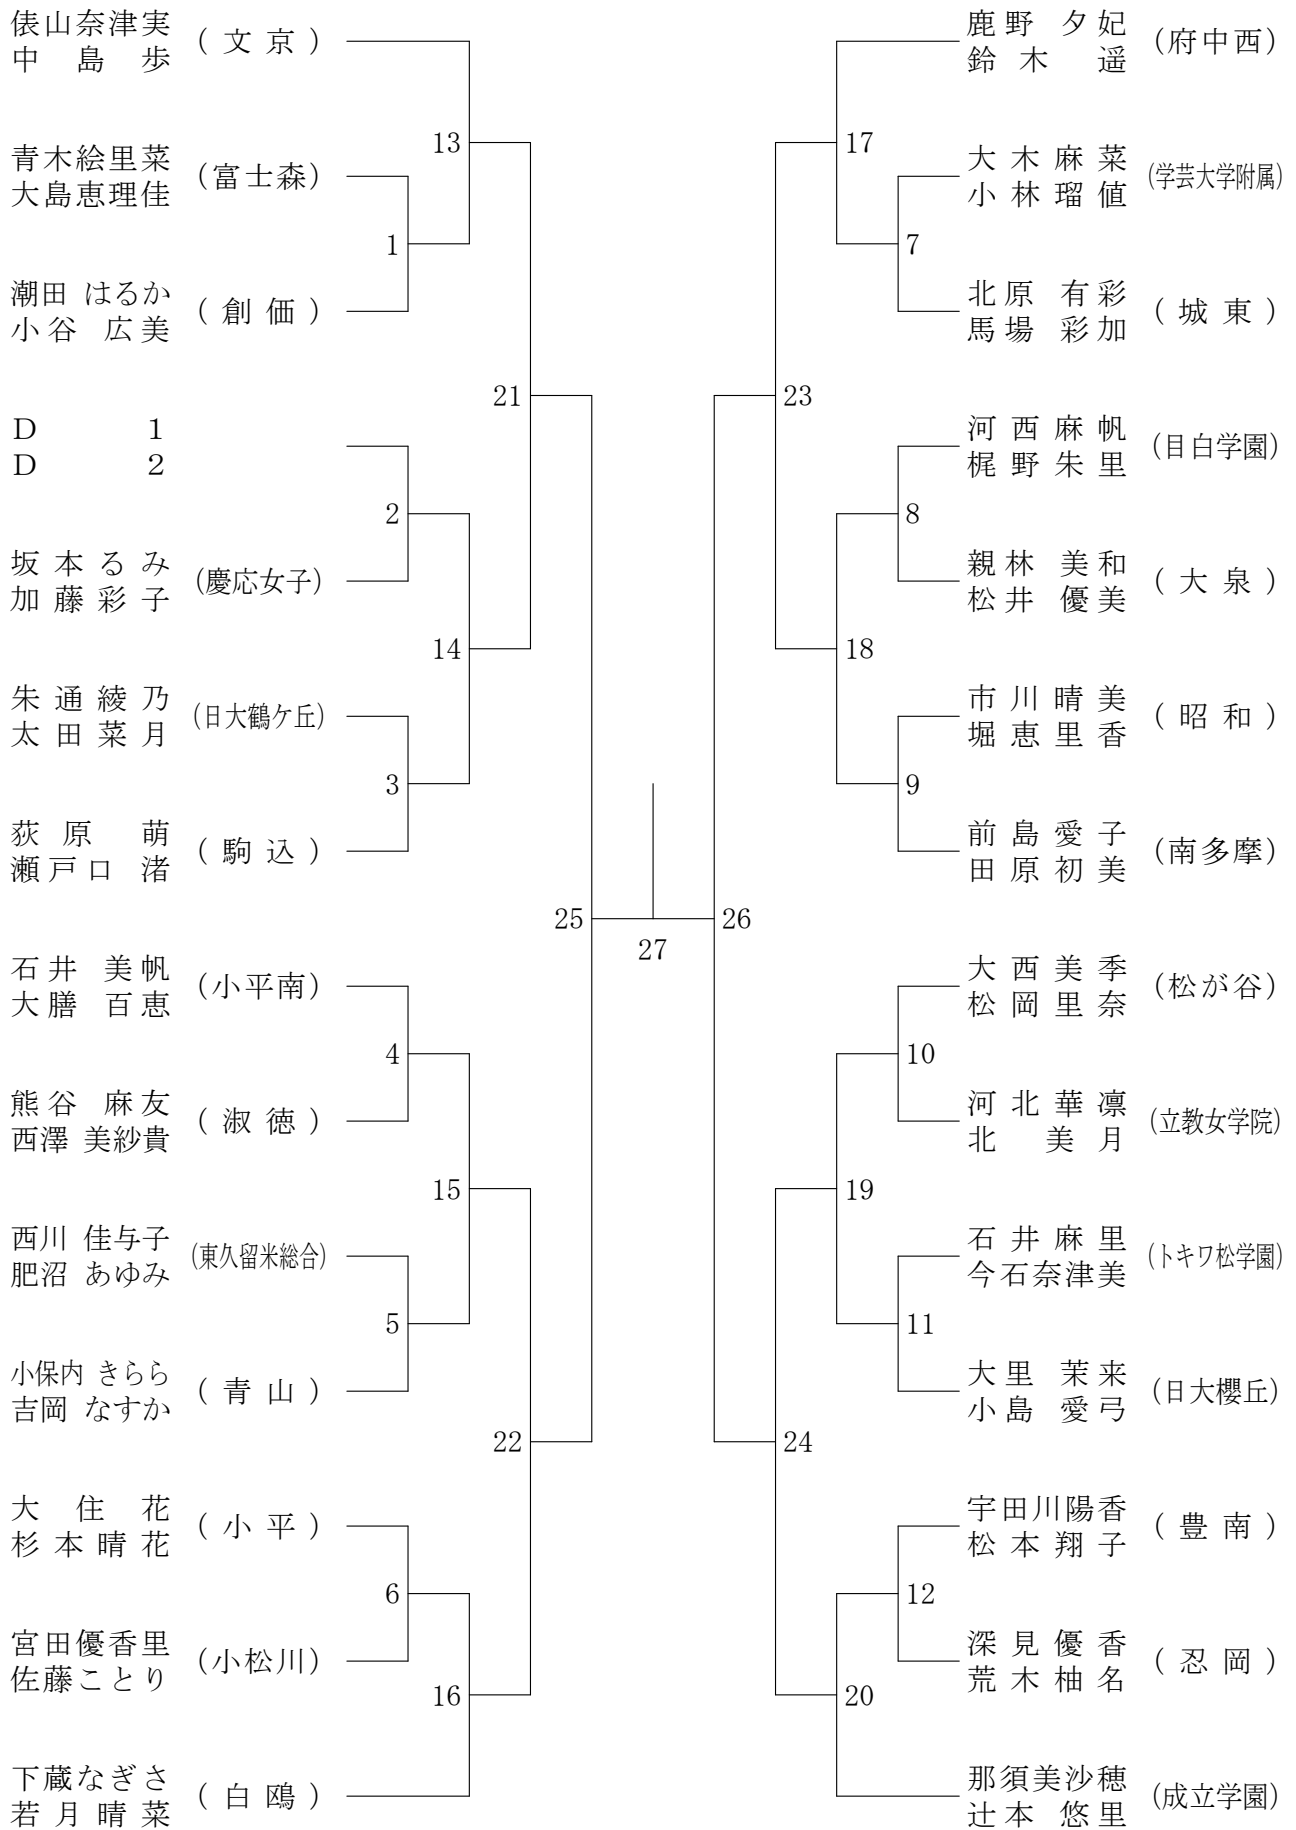 俵山奈津実
中島歩
(文京)
13
青木絵里菜
大島恵理佳
(富士森)
1
潮田 はるか
小谷 広美
(創価)
21
D 1
D 2
2
坂本るみ
加藤彩子
(慶応女子)
14
朱通綾乃
太田菜月
(日大鶴ケ丘)
3
荻原 萌
瀬戸口 渚
(駒込)
25
石井 美帆
大膳 百恵
(小平南)
4
熊谷 麻友
西澤 美紗貴
(淑徳)
15
西川 佳与子
肥沼 あゆみ
(東久留米総合)
5
小保内 きらら
吉岡 なすか
(青山)
22
大住花
杉本晴花
(小平)
6
宮田優香里
佐藤ことり
(小松川)
16
下蔵なぎさ
若月晴菜
(白鴎)
27
鹿野 夕妃
鈴木 遥
(府中西)
17
大木麻菜
小林瑠値
(学芸大学附属)
7
北原 有彩
馬場 彩加
(城東)
23
河西麻帆
梶野朱里
(目白学園)
8
親林 美和
松井 優美
(大泉)
18
市川晴美
堀恵里香
(昭和)
9
前島愛子
田原初美
(南多摩)
26
大西美季
松岡里奈
(松が谷)
10
河北華凛
北 美月
(立教女学院)
19
石井麻里
今石奈津美
(トキワ松学園)
11
大里 茉来
小島 愛弓
(日大櫻丘)
24
宇田川陽香
松本翔子
(豊南)
12
深見優香
荒木柚名
(忍岡)
20
那須美沙穂
辻本 悠里
(成立学園)